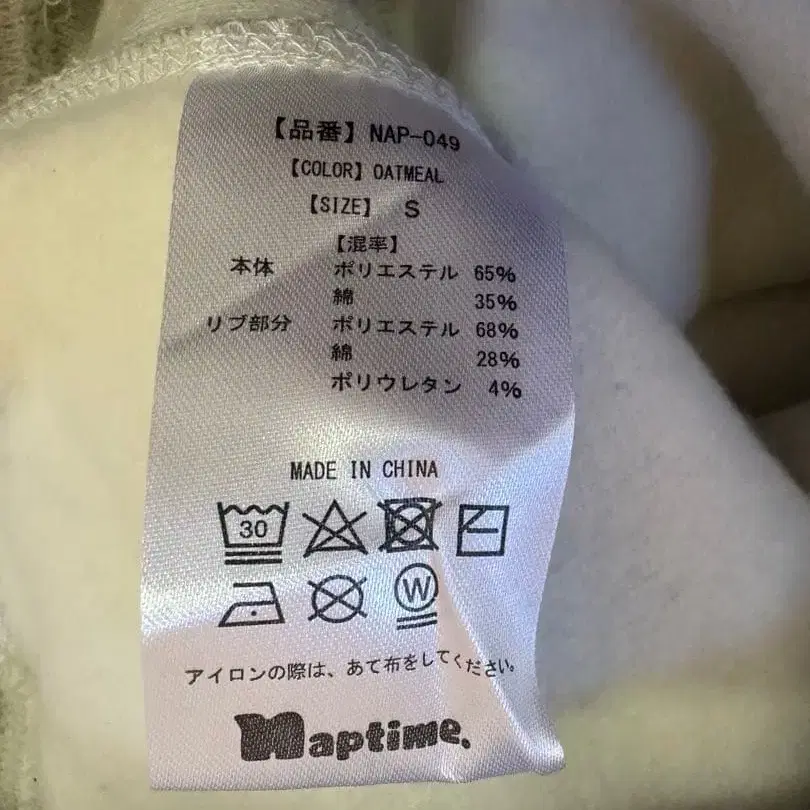 【品番】NAP-049
【COLOR】OATMEAL
【SIZE】 S
【混率】
本体 ポリエステル 65%
綿 35%
リブ部分 ポリエステル 68%
綿 28%
ポリウレタン 4%
MADE IN CHINA
30
W
アイロンの際は、あて布をしてください。
Naptime.